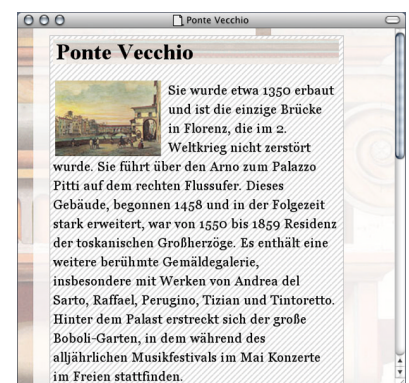 Ponte Vecchio
Ponte Vecchio
Sie wurde etwa 1350 erbaut
und ist die einzige Brücke
in Florenz, die im 2.
Weltkrieg nicht zerstört
wurde. Sie führt über den Arno zum Palazzo
Pitti auf dem rechten Flussufer. Dieses
Gebäude, begonnen 1458 und in der Folgezeit
stark erweitert, war von 1550 bis 1859 Residenz
der toskanischen Großherzöge. Es enthält eine
weitere berühmte Gemäldegalerie,
insbesondere mit Werken von Andrea del
Sarto, Raffael, Perugino, Tizian und Tintoretto.
Hinter dem Palast erstreckt sich der große
Boboli-Garten, in dem während des
alljährlichen Musikfestivals im Mai Konzerte
im Freien stattfinden.